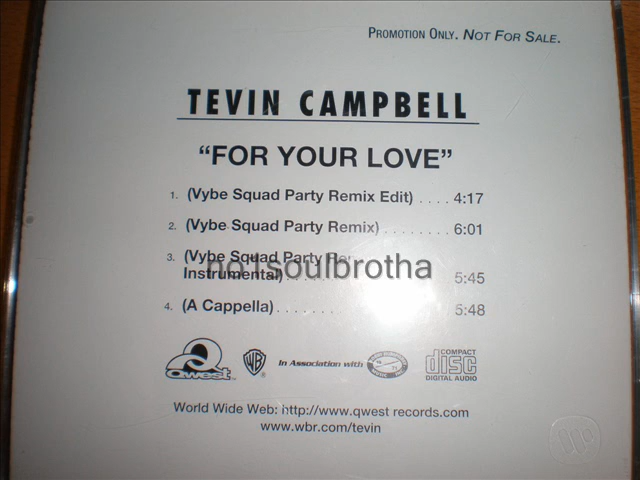 PROMOTION ONLY. NOT FOR SALE.
TEVIN CAMPBELL
"FOR YOUR LOVE"
1. (Vybe Squad Party Remix Edit) .... 4:17
2. (Vybe Squad Party Remix) ........ 6:01
3. (Vybe Squad Party
Instrumental) 5:45
no1soulbrotha
4. (A Cappella) ....... 5:48
Qwest
WB
In Association with
COMPACT
disc
DIGITAL AUDIO
World Wide Web: http://www.qwest records.com
www.wbr.com/tevin